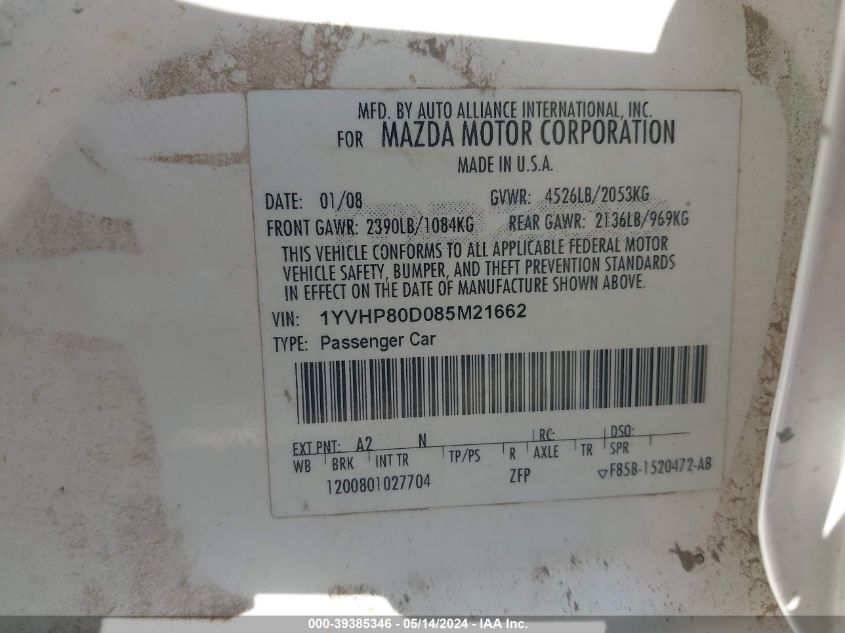 MFD. BY AUTO ALLIANCE INTERNATIONAL, INC.
FOR MAZDA MOTOR CORPORATION
MADE IN U.S.A.
DATE: 01/08 GVWR: 4526LB/2053KG
FRONT GAWR: 2390LB/1084KG REAR GAWR: 2136LB/969KG
THIS VEHICLE CONFORMS TO ALL APPLICABLE FEDERAL MOTOR
VEHICLE SAFETY, BUMPER, AND THEFT PREVENTION STANDARDS
IN EFFECT ON THE DATE OF MANUFACTURE SHOWN ABOVE.
VIN: 1YVHP80D085M21662
TYPE: Passenger Car
EXT PNT: A2 N RC: DSO:
WB BRK INT TR TP/PS R AXLE TR SPR
1200801027704 ZFP F85B-1520472-AB
000-39385346 - 05/14/2024 - IAA Inc.